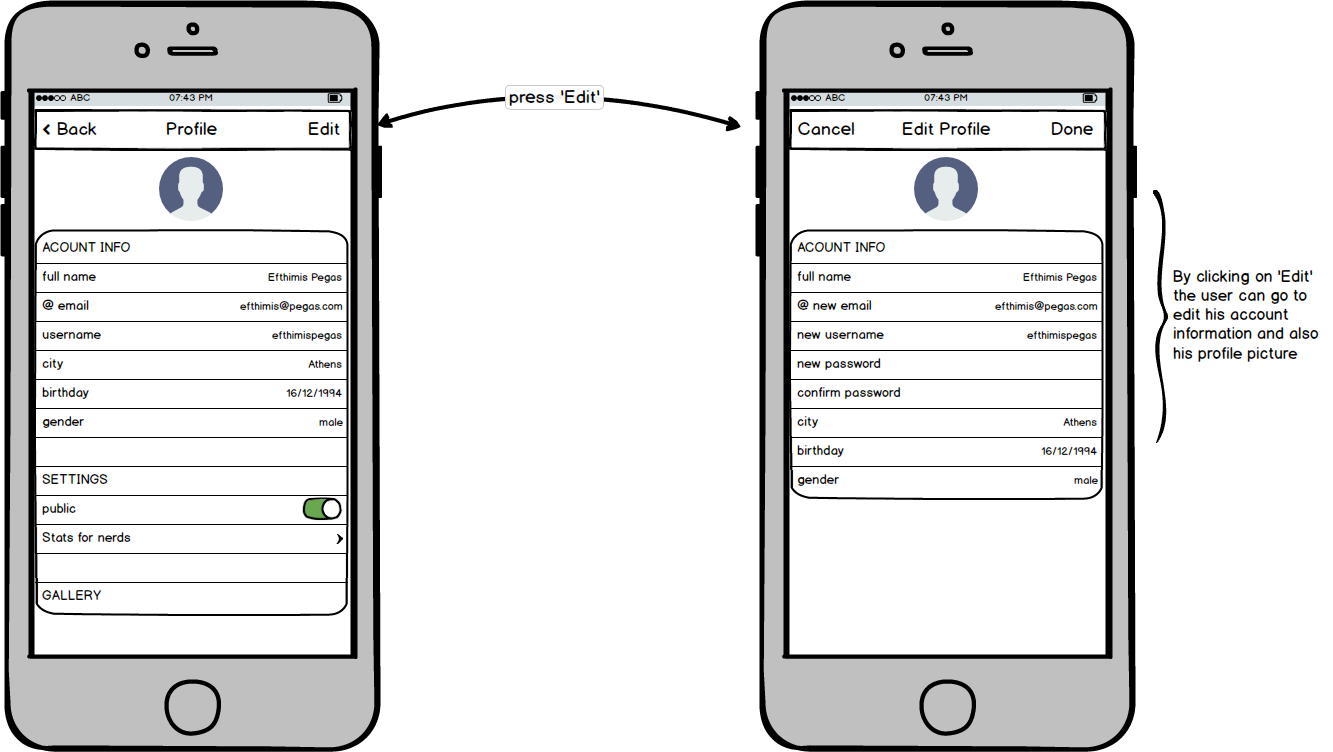 ABC 07:43 PM
Back Profile Edit
ACOUNT INFO
full name Efthimis Pegas
@ email efthimis@pegas.com
username efthimispegas
city Athens
birthday 16/12/1994
gender male
SETTINGS
public
Stats for nerds
GALLERY
press 'Edit'
ABC 07:43 PM
Cancel Edit Profile Done
ACOUNT INFO
full name Efthimis Pegas
@ new email efthimis@pegas.com
new username efthimispegas
new password
confirm password
city Athens
birthday 16/12/1994
gender male
By clicking on 'Edit'
the user can go to
edit his account
information and also
his profile picture